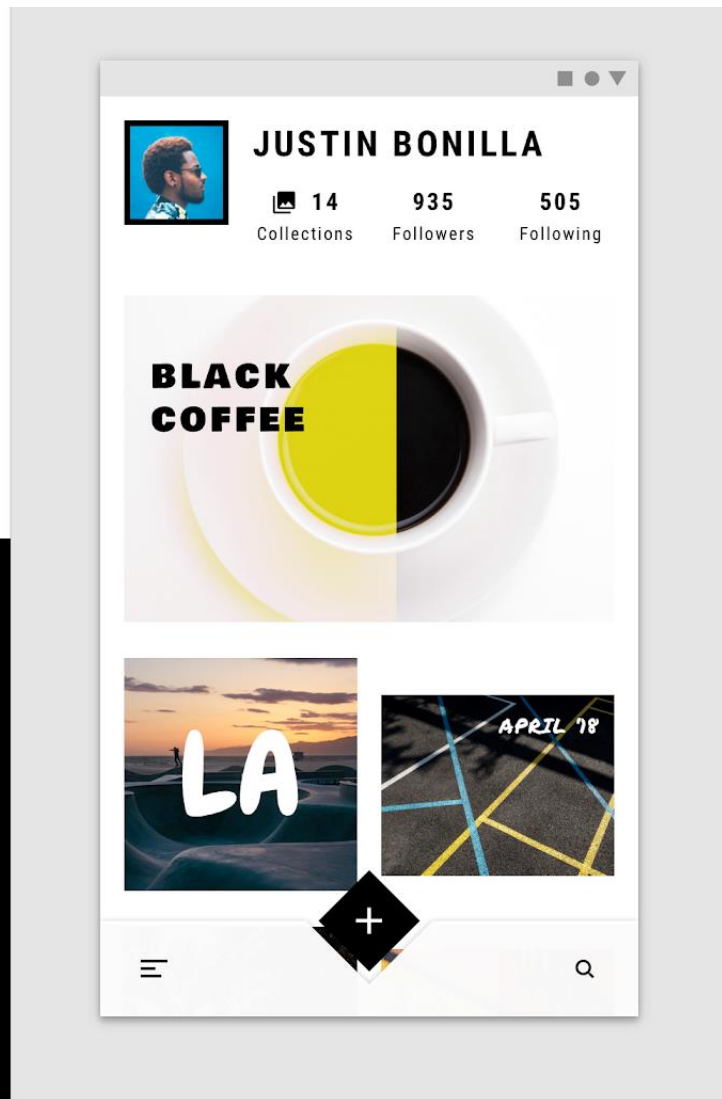 JUSTIN BONILLA
14 935 505
Collections Followers Following
BLACK
COFFEE
LA
APRIL '18